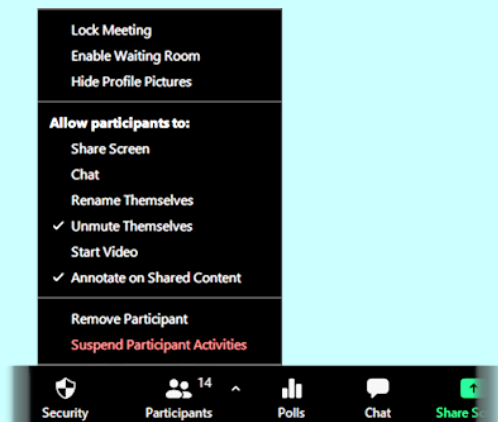 Lock Meeting
Enable Waiting Room
Hide Profile Pictures
Allow participants to:
Share Screen
Chat
Rename Themselves
✓ Unmute Themselves
Start Video
✓ Annotate on Shared Content
Remove Participant
Suspend Participant Activities
14
Security Participants Polls Chat Share